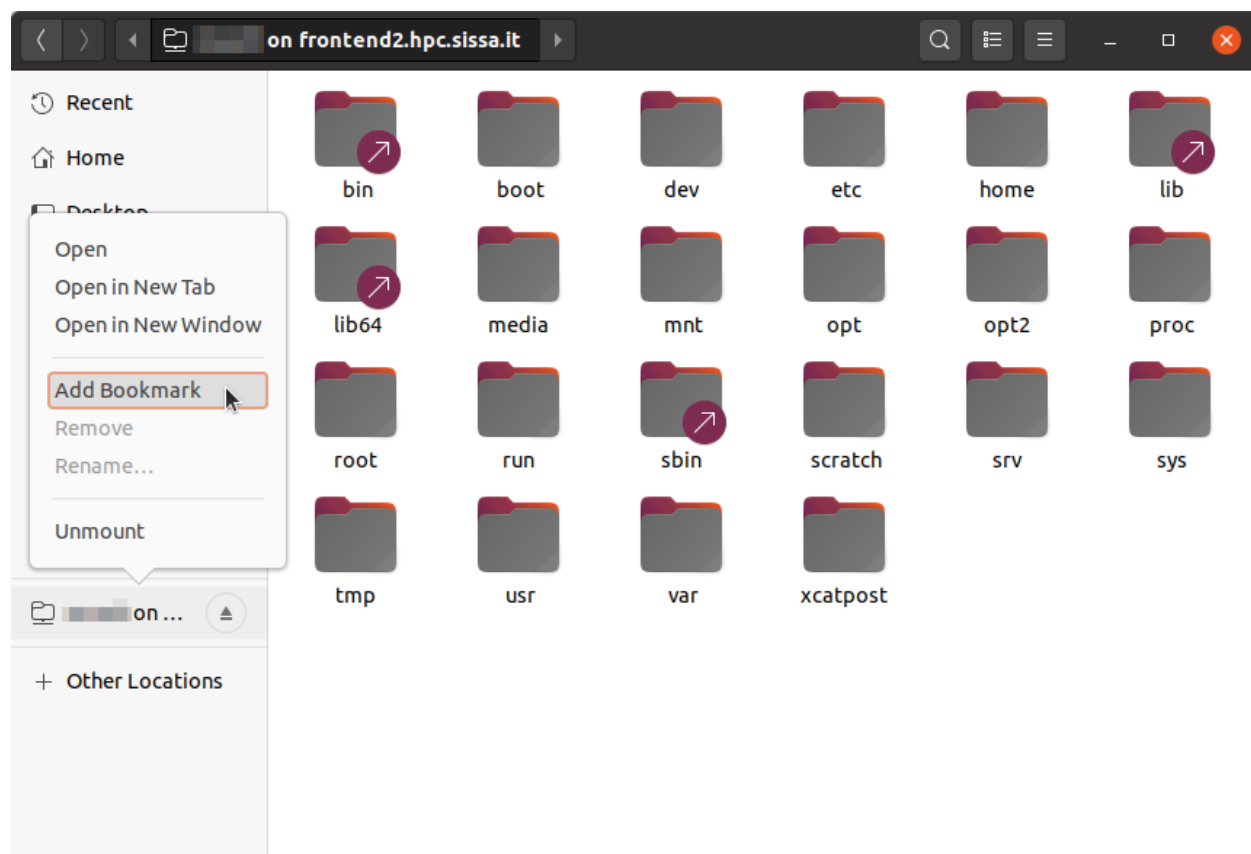 on frontend2.hpc.sissa.it
Recent
Home
Desktop
Open
Open in New Tab
Open in New Window
Add Bookmark
Remove
Rename...
Unmount
on ...
+ Other Locations
bin boot dev etc home lib
lib64 media mnt opt opt2 proc
root run sbin scratch srv sys
tmp usr var xcatpost